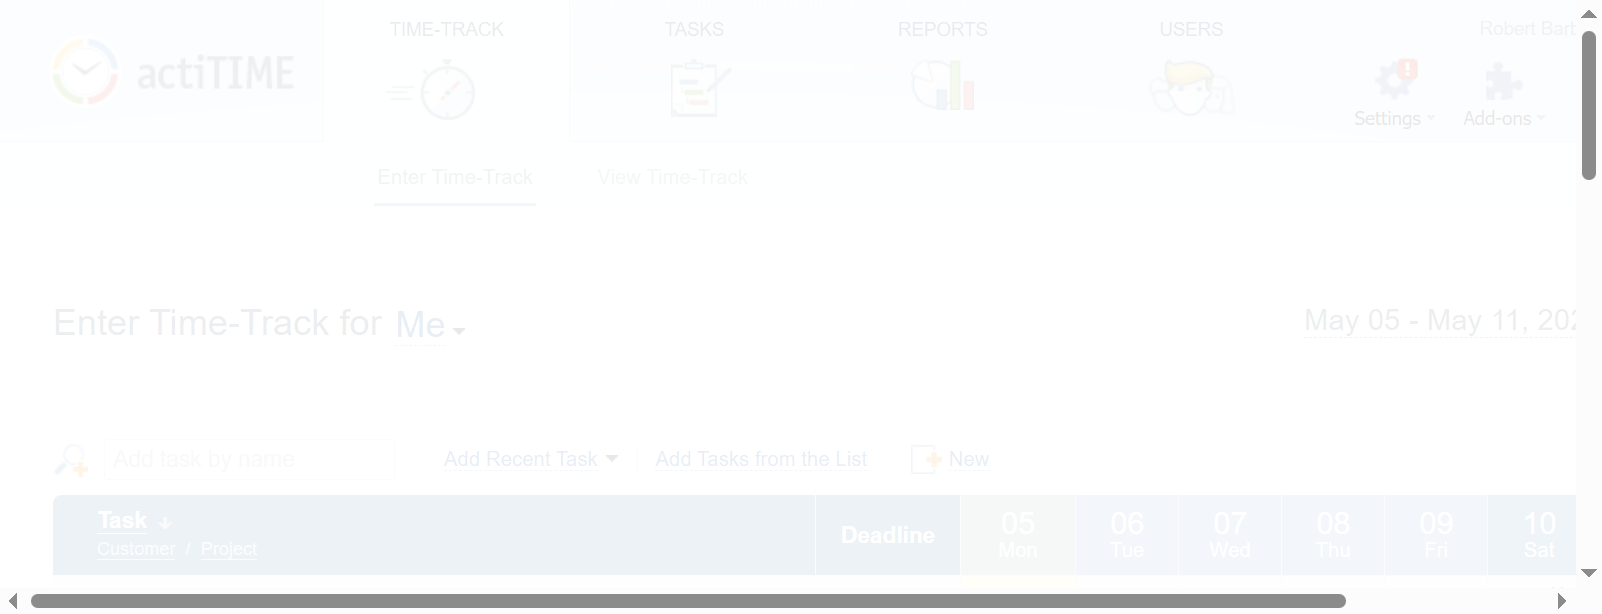 TIME-TRACK
TASKS
REPORTS
USERS
Robert Bart
actiTIME
Settings
Add-ons
Enter Time-Track
View Time-Track
Enter Time-Track for Me
May 05 - May 11, 202
Add task by name
Add Recent Task
Add Tasks from the List
New
Task
Customer / Project
Deadline
05
Mon
06
Tue
07
Wed
08
Thu
09
Fri
10
Sat